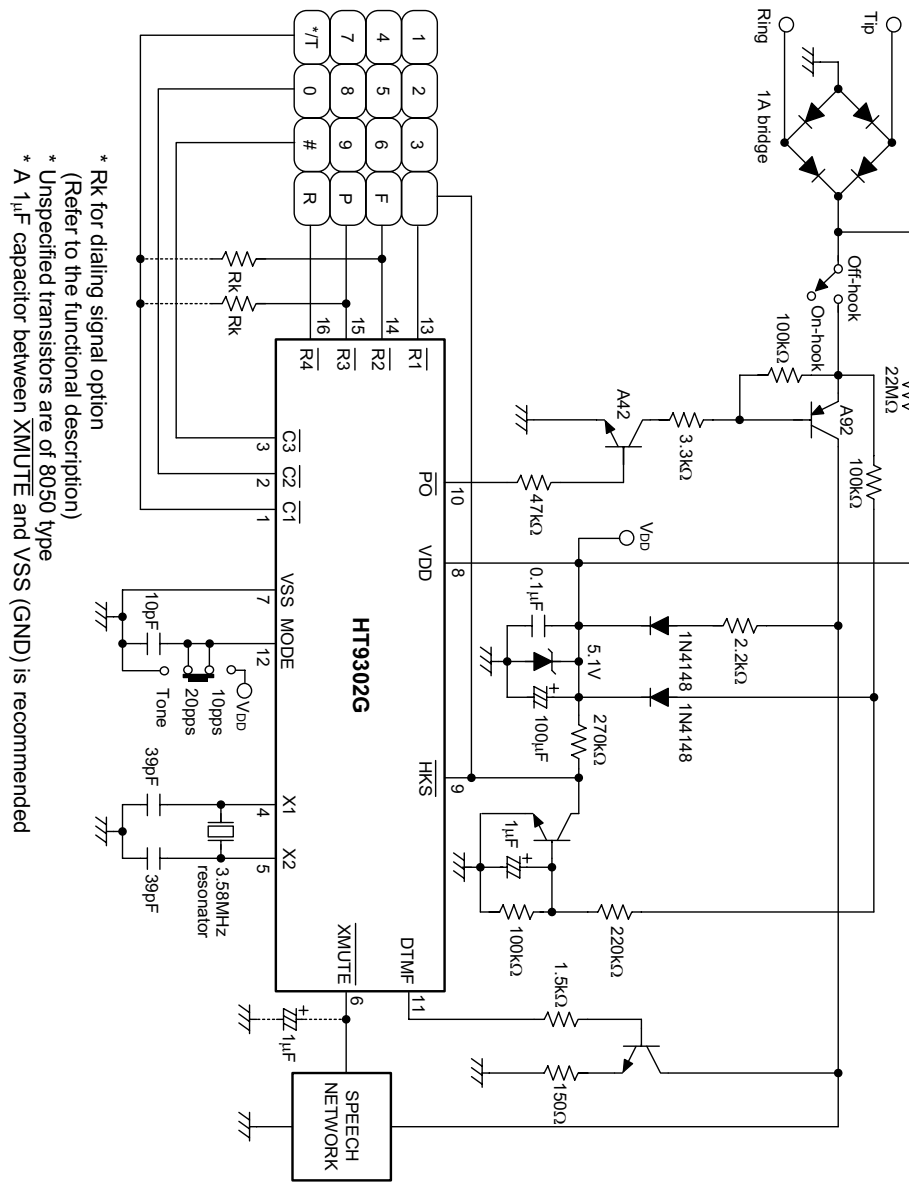 Tip
Ring
1A bridge
Off-hook
On-hook
22MΩ
100kΩ
A92
100kΩ
A42
3.3kΩ
47kΩ
VDD
0.1µF
5.1V
100µF
1N4148
1N4148
2.2kΩ
270kΩ
1µF
100kΩ
220kΩ
1.5kΩ
150Ω
1 2 3
4 5 6 F
7 8 9 P
*/T 0 # R
Rk
Rk
13 14 15 16
R1 R2 R3 R4
C3 C2 C1
3 2 1
PO
10
VDD
8
HKS
9
DTMF
11
HT9302G
VSS
7
MODE
12
X1
4
X2
5
XMUTE
6
10pF
Tone
20pps
10pps
VDD
39pF
39pF
3.58MHz
resonator
1µF
SPEECH
NETWORK
* Rk for dialing signal option
(Refer to the functional description)
* Unspecified transistors are of 8050 type
* A 1µF capacitor between XMUTE and VSS (GND) is recommended